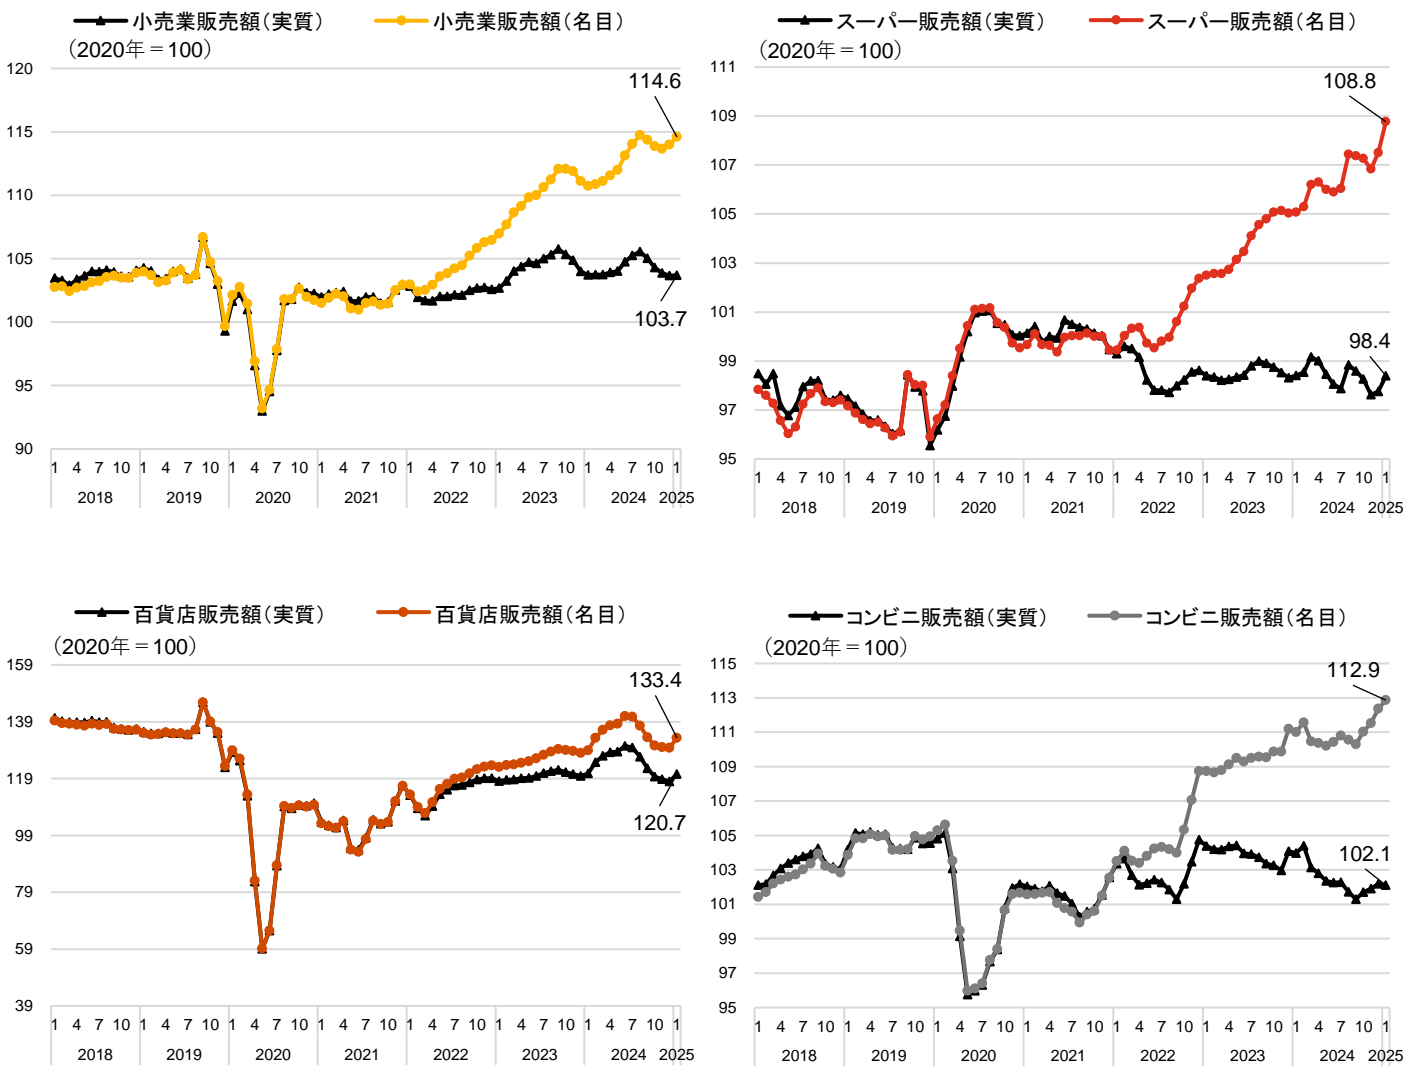 小売業販売額（実質） 小売業販売額（名目）
（2020年＝100）
120
115
110
105
100
95
90
114.6
103.7
1 4 7 10 1 4 7 10 1 4 7 10 1 4 7 10 1 4 7 10 1 4 7 10 1 4 7 10 1
2018 2019 2020 2021 2022 2023 2024 2025
スーパー販売額（実質） スーパー販売額（名目）
（2020年＝100）
111
109
107
105
103
101
99
97
95
108.8
98.4
1 4 7 10 1 4 7 10 1 4 7 10 1 4 7 10 1 4 7 10 1 4 7 10 1 4 7 10 1
2018 2019 2020 2021 2022 2023 2024 2025
百貨店販売額（実質） 百貨店販売額（名目）
（2020年＝100）
159
139
119
99
79
59
39
133.4
120.7
1 4 7 10 1 4 7 10 1 4 7 10 1 4 7 10 1 4 7 10 1 4 7 10 1 4 7 10 1
2018 2019 2020 2021 2022 2023 2024 2025
コンビニ販売額（実質） コンビニ販売額（名目）
（2020年＝100）
115
113
111
109
107
105
103
101
99
97
95
112.9
102.1
1 4 7 10 1 4 7 10 1 4 7 10 1 4 7 10 1 4 7 10 1 4 7 10 1 4 7 10 1
2018 2019 2020 2021 2022 2023 2024 2025